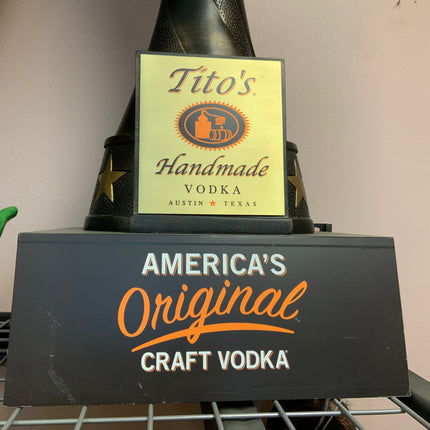 Tito's®
Handmade
VODKA
AUSTIN ★ TEXAS
AMERICA'S
Original
CRAFT VODKA